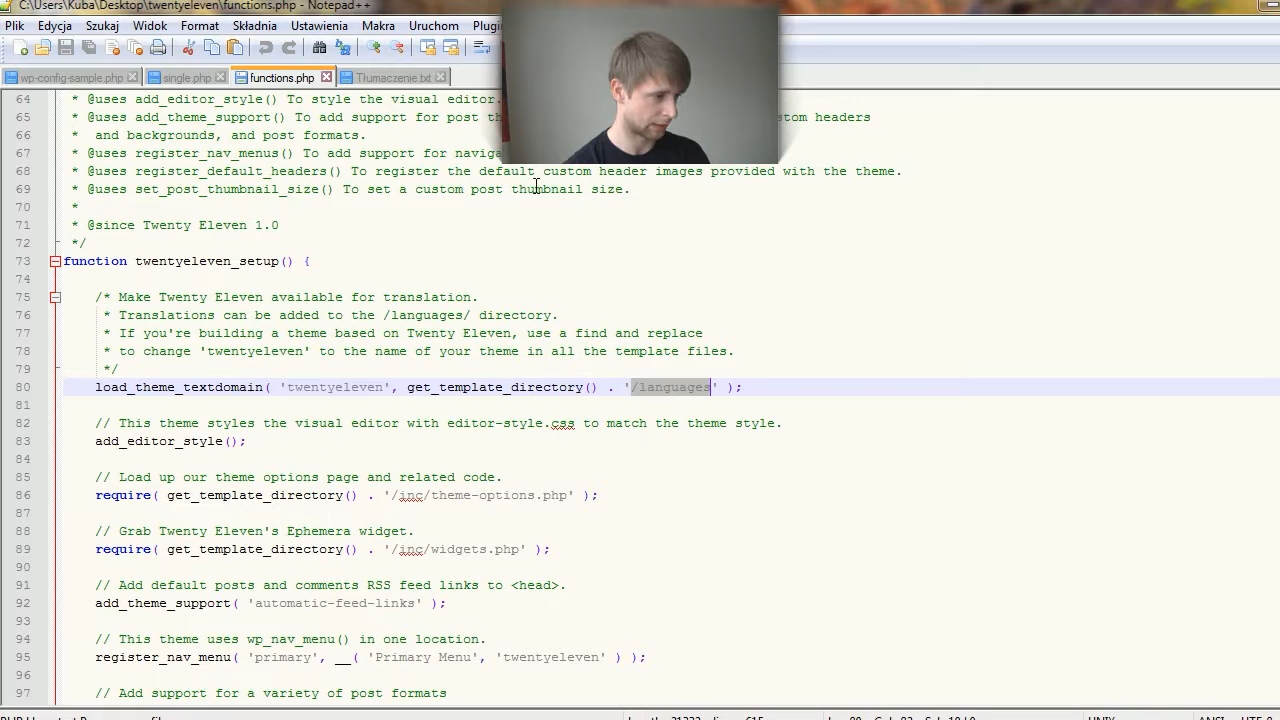 C:\Users\Kuba\Desktop\twentyeleven\functions.php - Notepad++
Plik Edycja Szukaj Widok Format Składnia Ustawienia Makra Uruchom
wp-config-sample.php single.php functions.php Tłumaczenie.txt
64 * @uses add_editor_style() To style the visual editor.
65 * @uses add_theme_support() To add support for post custom headers
66 * and backgrounds, and post formats.
67 * @uses register_nav_menus() To add support for
68 * @uses register_default_headers() To register the default custom header images provided with the theme.
69 * @uses set_post_thumbnail_size() To set a custom post thumbnail size.
70 *
71 * @since Twenty Eleven 1.0
72 */
73 function twentyeleven_setup() {
74
75 /* Make Twenty Eleven available for translation.
76 * Translations can be added to the /languages/ directory.
77 * If you're building a theme based on Twenty Eleven, use a find and replace
78 * to change 'twentyeleven' to the name of your theme in all the template files.
79 */
80 load_theme_textdomain( 'twentyeleven', get_template_directory() . '/languages' );
81
82 // This theme styles the visual editor with editor-style.css to match the theme style.
83 add_editor_style();
84
85 // Load up our theme options page and related code.
86 require( get_template_directory() . '/inc/theme-options.php' );
87
88 // Grab Twenty Eleven's Ephemera widget.
89 require( get_template_directory() . '/inc/widgets.php' );
90
91 // Add default posts and comments RSS feed links to <head>.
92 add_theme_support( 'automatic-feed-links' );
93
94 // This theme uses wp_nav_menu() in one location.
95 register_nav_menu( 'primary', __( 'Primary Menu', 'twentyeleven' ) );
96
97 // Add support for a variety of post formats